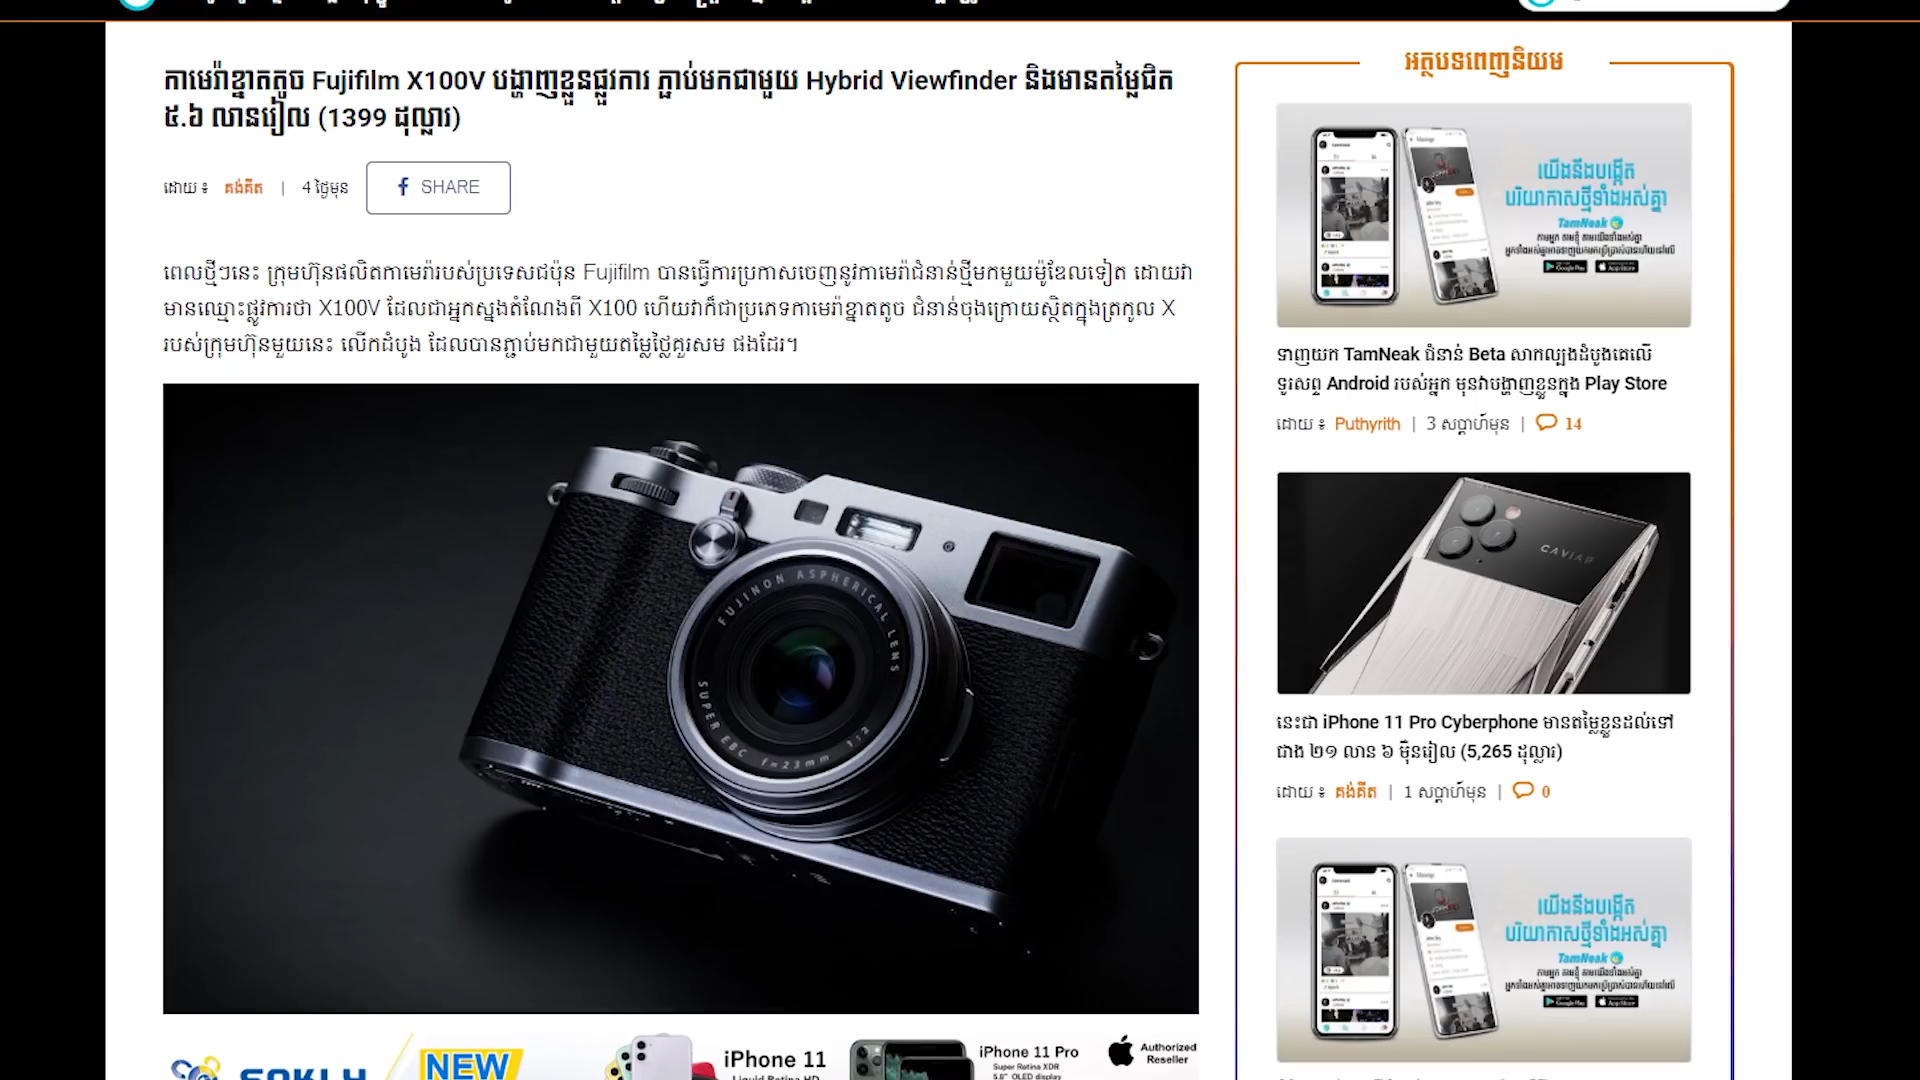 កាមេរ៉ាខ្នាតតូច Fujifilm X100V បង្ហាញខ្លួនផ្លូវការ ភ្ជាប់មកជាមួយ Hybrid Viewfinder និងមានតម្លៃជិត
៥.៦ លានរៀល (1399 ដុល្លារ)
ដោយ ៖ គង់គីត | 4 ថ្ងៃមុន
SHARE
ពេលថ្មីៗនេះ ក្រុមហ៊ុនផលិតកាមេរ៉ារបស់ប្រទេសជប៉ុន Fujifilm បានធ្វើការប្រកាសចេញនូវកាមេរ៉ាជំនាន់ថ្មីមកមួយម៉ូឌែលទៀត ដោយវា
មានឈ្មោះផ្លូវការថា X100V ដែលជាអ្នកស្នងតំណែងពី X100 ហើយវាក៏ជាប្រភេទកាមេរ៉ាខ្នាតតូច ជំនាន់ចុងក្រោយស្ថិតក្នុងត្រកូល X
របស់ក្រុមហ៊ុនមួយនេះ លើកដំបូង ដែលបានភ្ជាប់មកជាមួយតម្លៃថ្លៃគួរសម ផងដែរ។
FUJINON ASPHERICAL LENS
SUPER EBC f=23mm 1:2
SOKLY
NEW
iPhone 11
Liquid Retina HD
iPhone 11 Pro
Super Retina XDR
5.8" OLED display
Authorized
Reseller
អត្ថបទពេញនិយម
យើងនឹងបង្កើត
បរិយាកាសថ្មីទាំងអស់គ្នា
TamNeak
Google Play
App Store
ទាញយក TamNeak ជំនាន់ Beta សាកល្បងដំបូងគេលើ
ទូរសព្ទ Android របស់អ្នក មុនវាបង្ហាញខ្លួនក្នុង Play Store
ដោយ ៖ Puthyrith | 3 សប្តាហ៍មុន | 14
CAVIAR
នេះជា iPhone 11 Pro Cyberphone មានតម្លៃខ្លួនដល់ទៅ
ជាង ២១ លាន ៦ ម៉ឺនរៀល (5,265 ដុល្លារ)
ដោយ ៖ គង់គីត | 1 សប្តាហ៍មុន | 0
យើងនឹងបង្កើត
បរិយាកាសថ្មីទាំងអស់គ្នា
TamNeak
Google Play
App Store